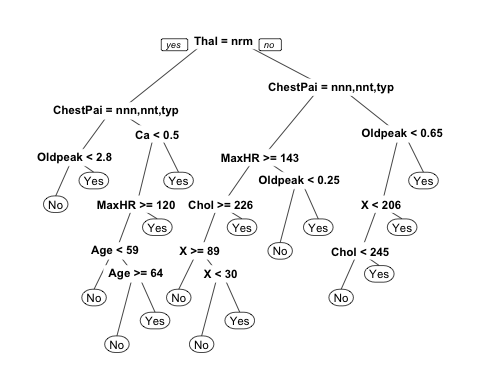 yes Thal = nrm no
ChestPai = nnn,nnt,typ
ChestPai = nnn,nnt,typ
Ca < 0.5
Oldpeak < 0.65
Oldpeak < 2.8
MaxHR >= 143
Yes
Yes
Oldpeak < 0.25
Yes
No
MaxHR >= 120
Chol >= 226
X < 206
Yes
Yes
Yes
Yes
Age < 59
X >= 89
No
Chol < 245
Age >= 64
X < 30
Yes
No
No
No
Yes
Yes
No
No
No